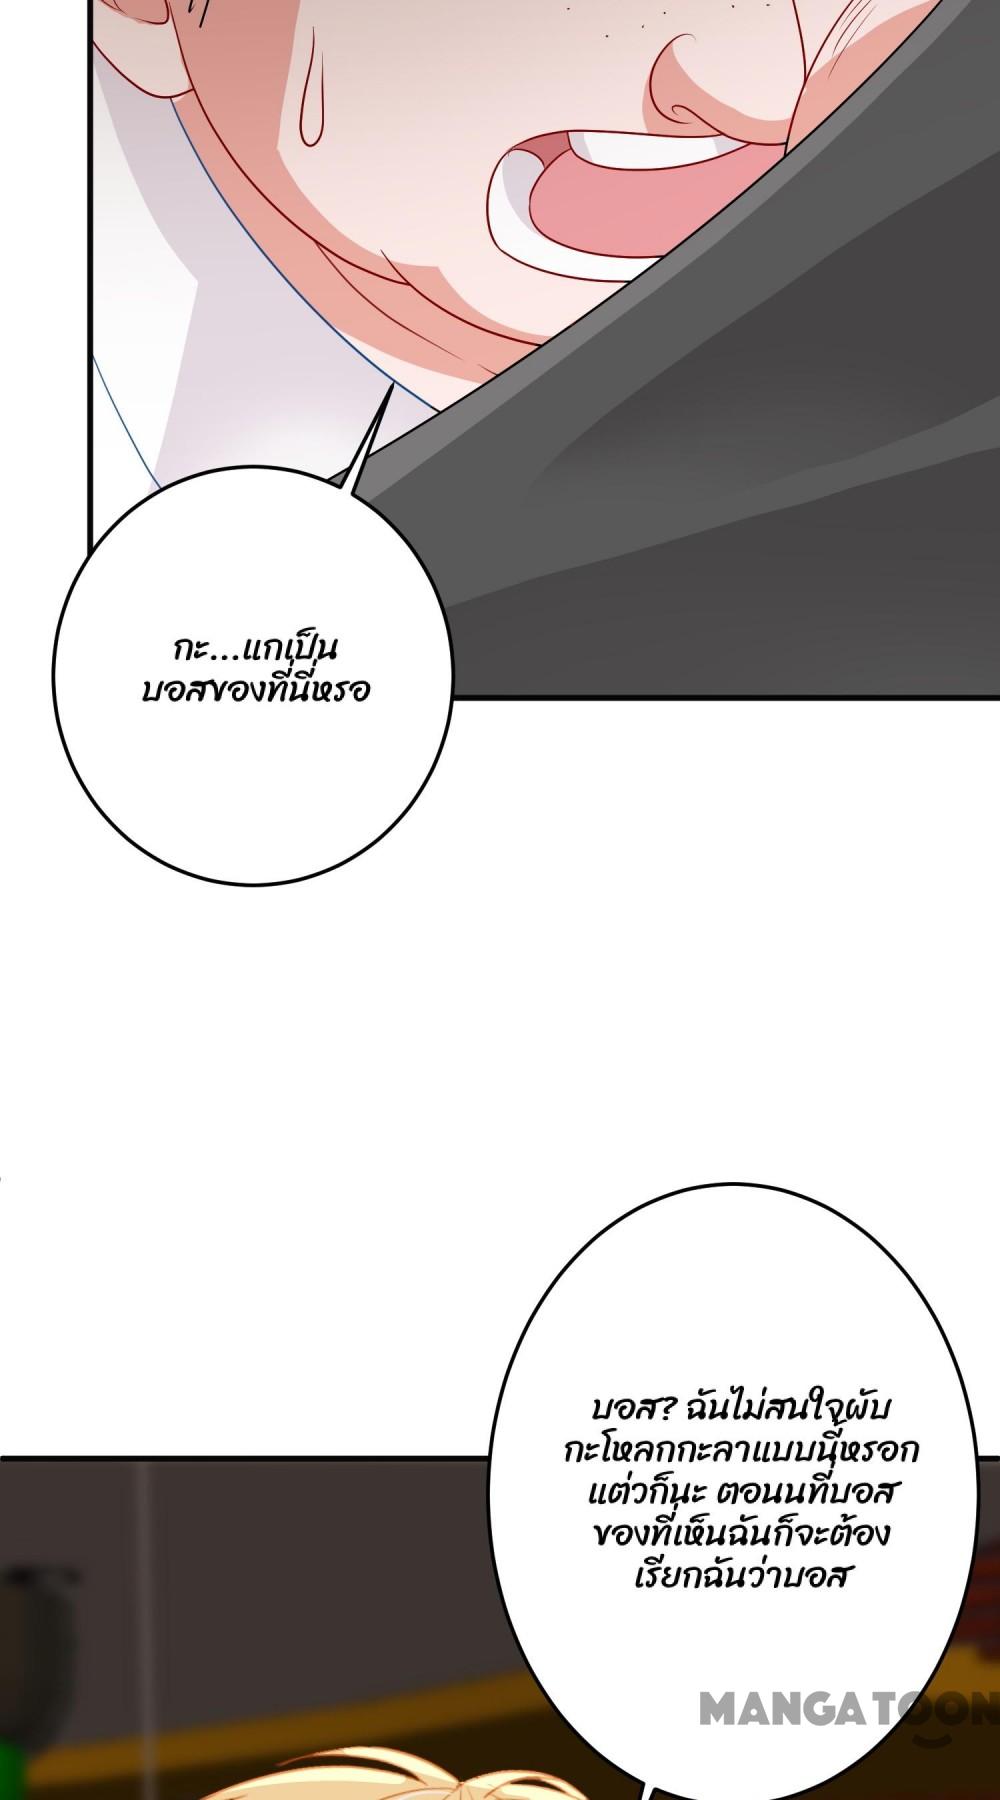 กะ...แกเป็น
บอสของที่นี่หรอ
บอส? ฉันไม่สนใจผับ
กะโหลกกะลาแบบนี้หรอก
แต่ว่าก็นะ ตอนนที่บอส
ของที่เห็นฉันก็จะต้อง
เรียกฉันว่าบอส
MANGATOON